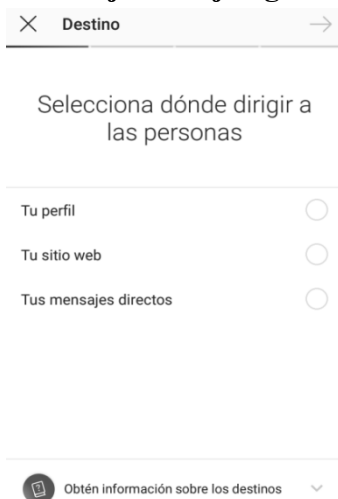 Destino
Selecciona dónde dirigir a
las personas
Tu perfil
Tu sitio web
Tus mensajes directos
Obtén información sobre los destinos